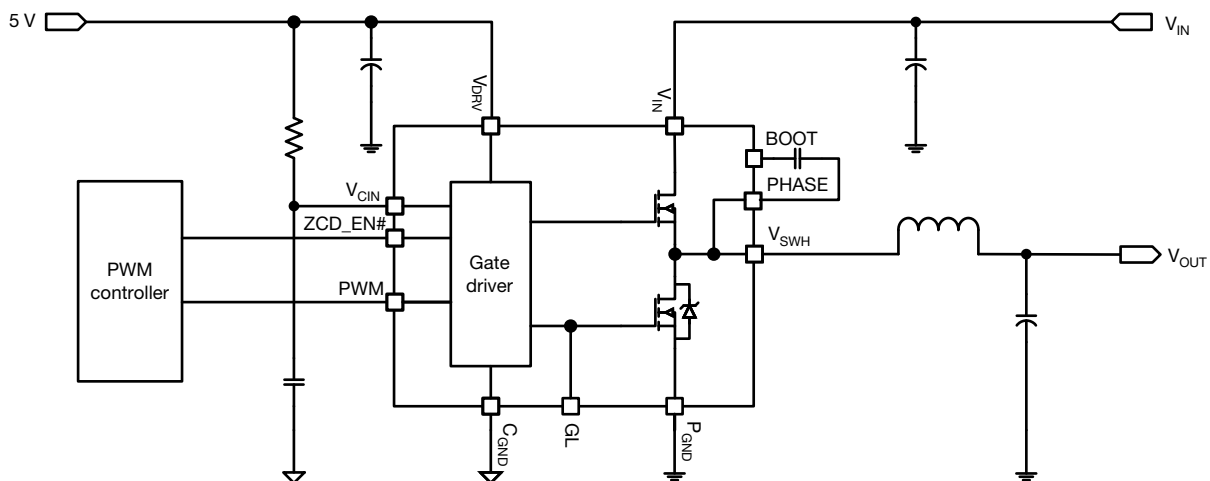 5 V
V_IN
V_DRV
V_IN
BOOT
PHASE
V_CIN
ZCD_EN#
V_SWH
PWM
controller
Gate
driver
PWM
V_OUT
C_GND
GL
P_GND